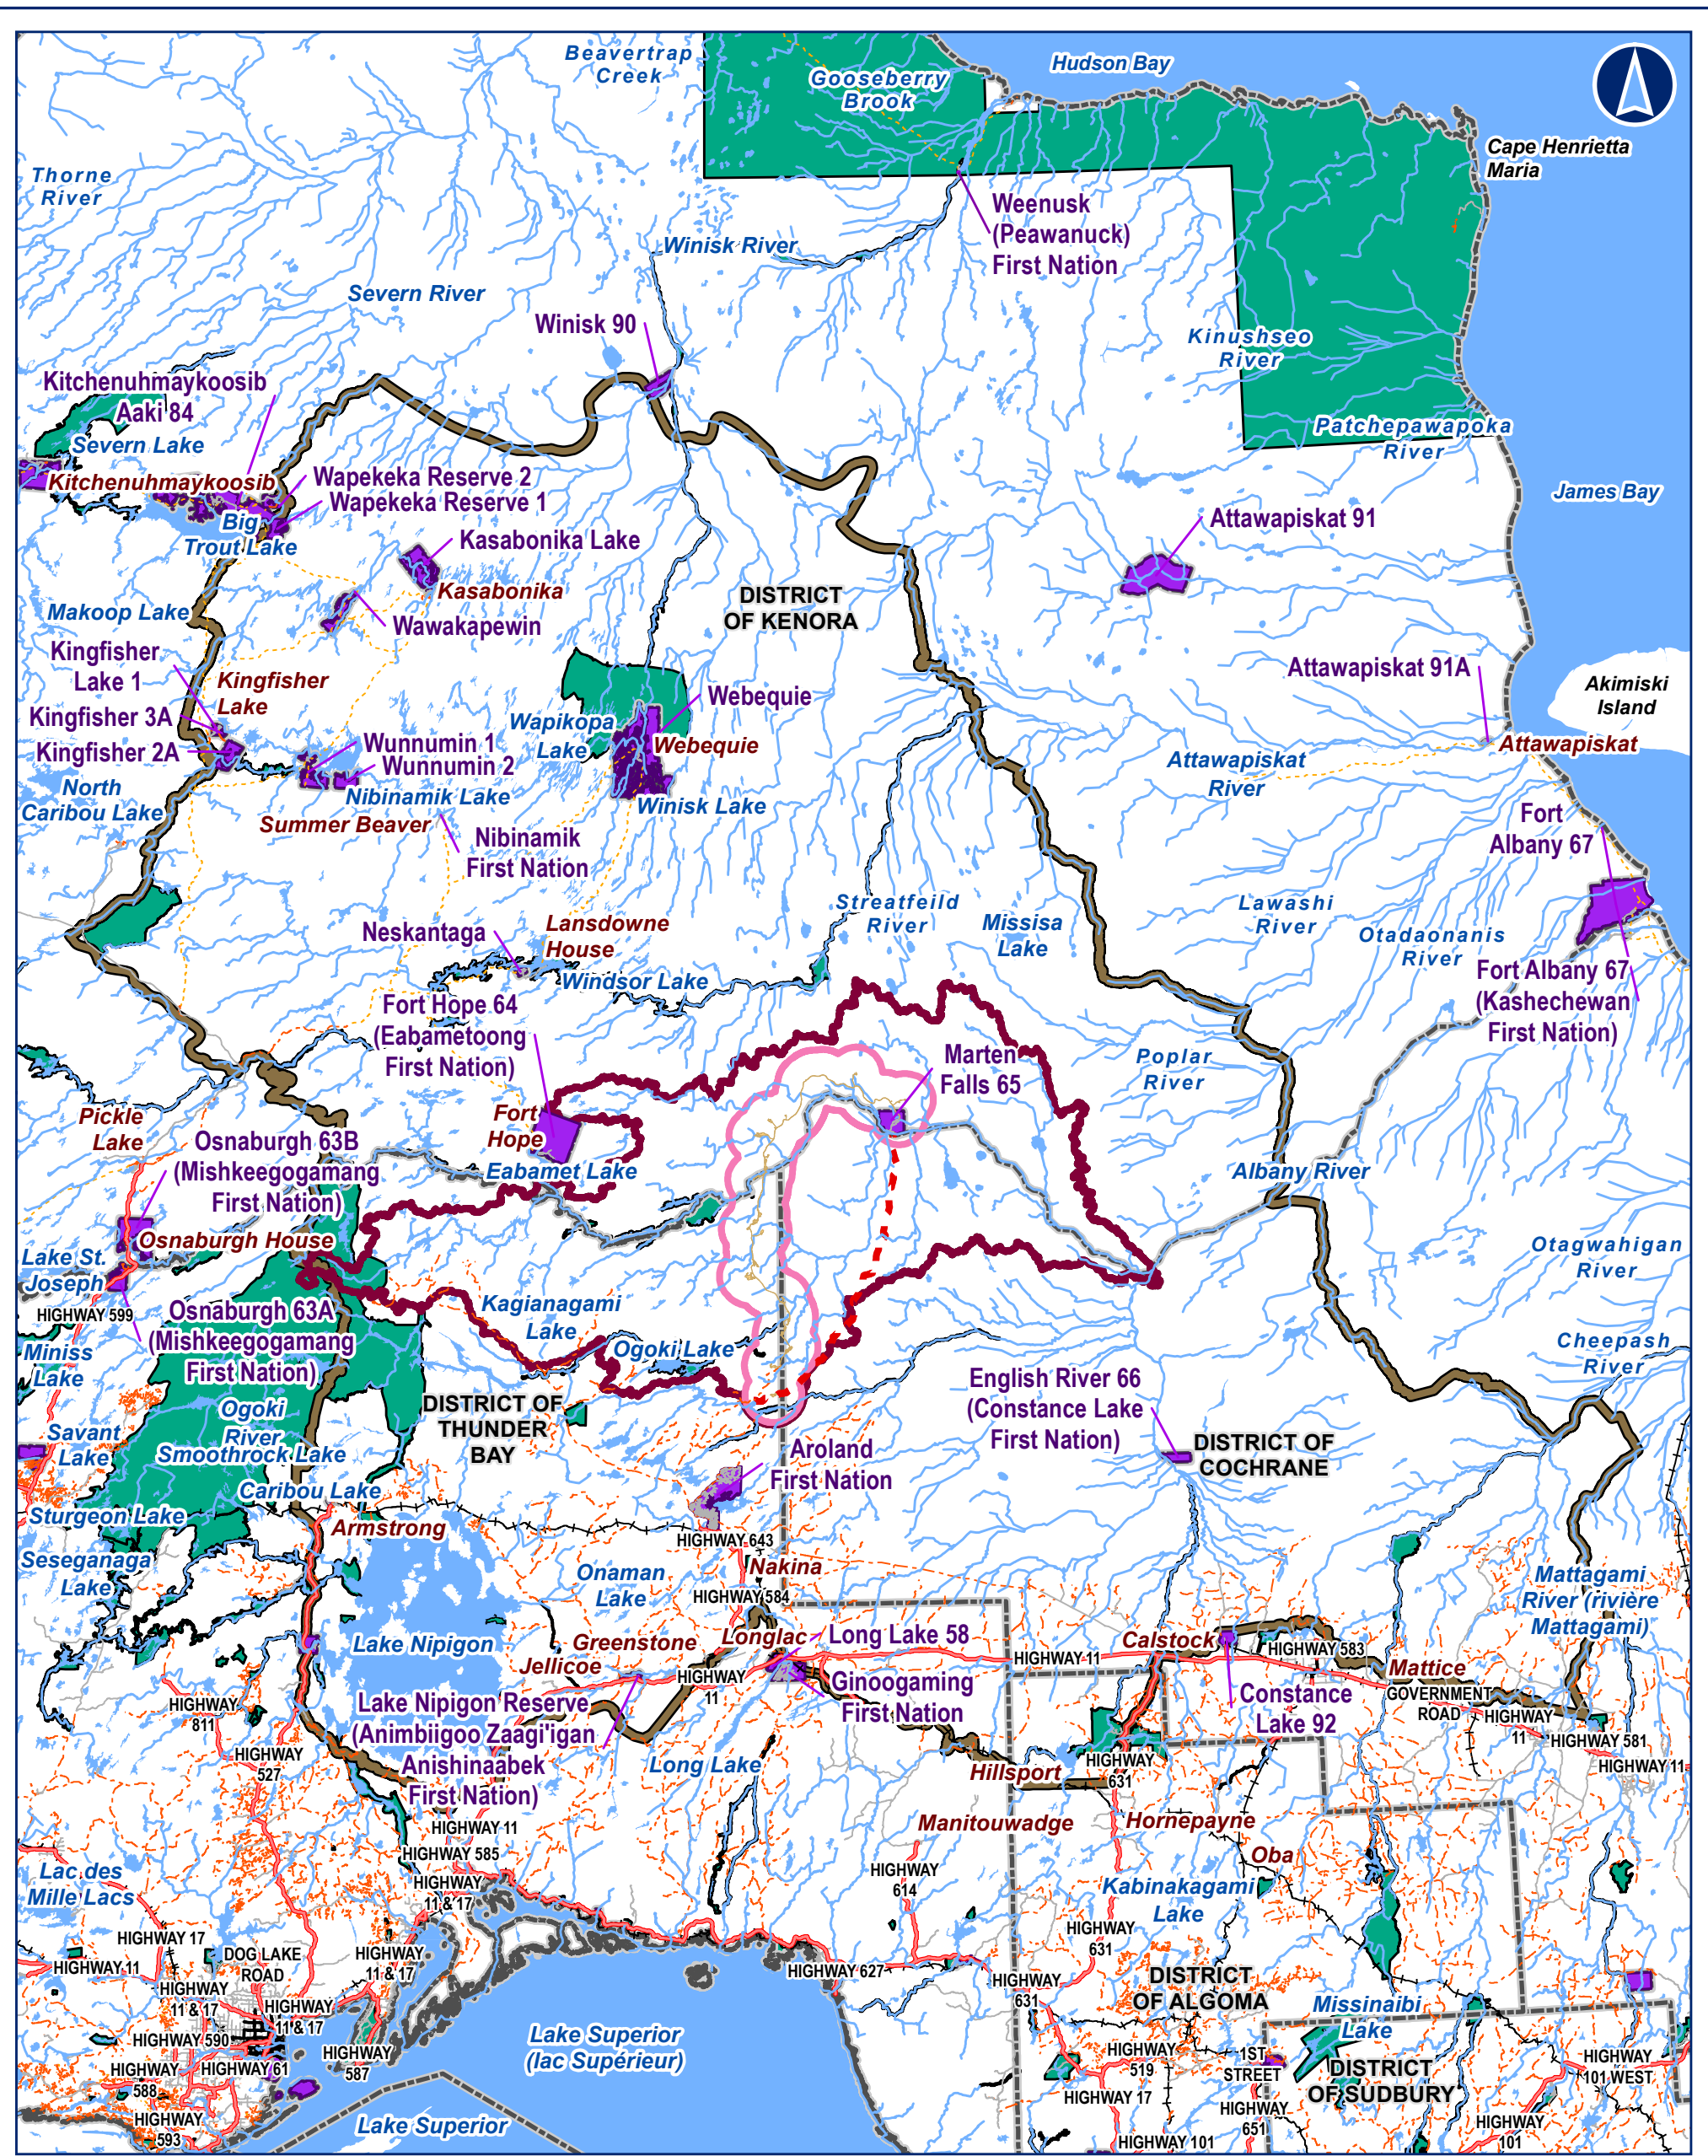 Beavertrap
Creek
Gooseberry
Brook
Hudson Bay
Cape Henrietta
Maria
Thorne
River
Weenusk
(Peawanuck)
First Nation
Winisk River
Severn River
Winisk 90
Kinushseo
River
Kitchenuhmaykoosib
Aaki 84
Severn Lake
Kitchenuhmaykoosib
Patchepawapoka
River
Wapekeka Reserve 2
Wapekeka Reserve 1
Big
Trout Lake
James Bay
Attawapiskat 91
Kasabonika Lake
Kasabonika
DISTRICT
OF KENORA
Makoop Lake
Wawakapewin
Kingfisher
Lake 1
Kingfisher
Lake
Attawapiskat 91A
Akimiski
Island
Kingfisher 3A
Kingfisher 2A
Wapikopa
Lake
Webequie
Webequie
Wunnumin 1
Wunnumin 2
Attawapiskat
Attawapiskat
River
North
Caribou Lake
Nibinamik Lake
Winisk Lake
Summer Beaver
Nibinamik
First Nation
Fort
Albany 67
Streatfeild
River
Missisa
Lake
Lawashi
River
Otadaonanis
River
Neskantaga
Lansdowne
House
Windsor Lake
Fort Albany 67
(Kashechewan
First Nation)
Fort Hope 64
(Eabametoong
First Nation)
Marten
Falls 65
Poplar
River
Pickle
Lake
Fort
Hope
Osnaburgh 63B
(Mishkeegogamang
First Nation)
Eabamet Lake
Albany River
Osnaburgh House
Lake St.
Joseph
HIGHWAY 599
Otagwahigan
River
Osnaburgh 63A
(Mishkeegogamang
First Nation)
Kagianagami
Lake
Miniss
Lake
Ogoki Lake
Cheepash
River
English River 66
(Constance Lake
First Nation)
DISTRICT OF
THUNDER
BAY
Ogoki
River
Savant
Lake
Smoothrock Lake
DISTRICT OF
COCHRANE
Aroland
First Nation
Caribou Lake
Sturgeon Lake
Armstrong
HIGHWAY 643
Seseganaga
Lake
Nakina
Onaman
Lake
HIGHWAY 584
Mattagami
River (rivière
Mattagami)
Lake Nipigon
Greenstone
Longlac
Long Lake 58
Calstock
HIGHWAY 583
HIGHWAY 11
Jellicoe
HIGHWAY
11
Mattice
Ginoogaming
First Nation
Constance
Lake 92
GOVERNMENT
ROAD
HIGHWAY
11
Lake Nipigon Reserve
(Animbiigoo Zaagi'igan
Anishinaabek
First Nation)
HIGHWAY
811
HIGHWAY 581
HIGHWAY
527
Long Lake
HIGHWAY
631
HIGHWAY 11
Hillsport
HIGHWAY 11
Manitouwadge
Hornepayne
HIGHWAY 585
Oba
Lac des
Mille Lacs
HIGHWAY
11 & 17
HIGHWAY
614
Kabinakagami
Lake
HIGHWAY 17
HIGHWAY
631
DOG LAKE
ROAD
HIGHWAY
11 & 17
HIGHWAY 11
HIGHWAY 627
HIGHWAY
631
DISTRICT
OF ALGOMA
HIGHWAY
11 & 17
HIGHWAY
11 & 17
Missinaibi
Lake
HIGHWAY 590
Lake Superior
(lac Supérieur)
HIGHWAY
587
HIGHWAY
519
1ST
STREET
HIGHWAY
101 WEST
HIGHWAY
588
HIGHWAY 61
DISTRICT
OF SUDBURY
HIGHWAY 17
HIGHWAY
593
Lake Superior
HIGHWAY
651
HIGHWAY
101
HIGHWAY 101